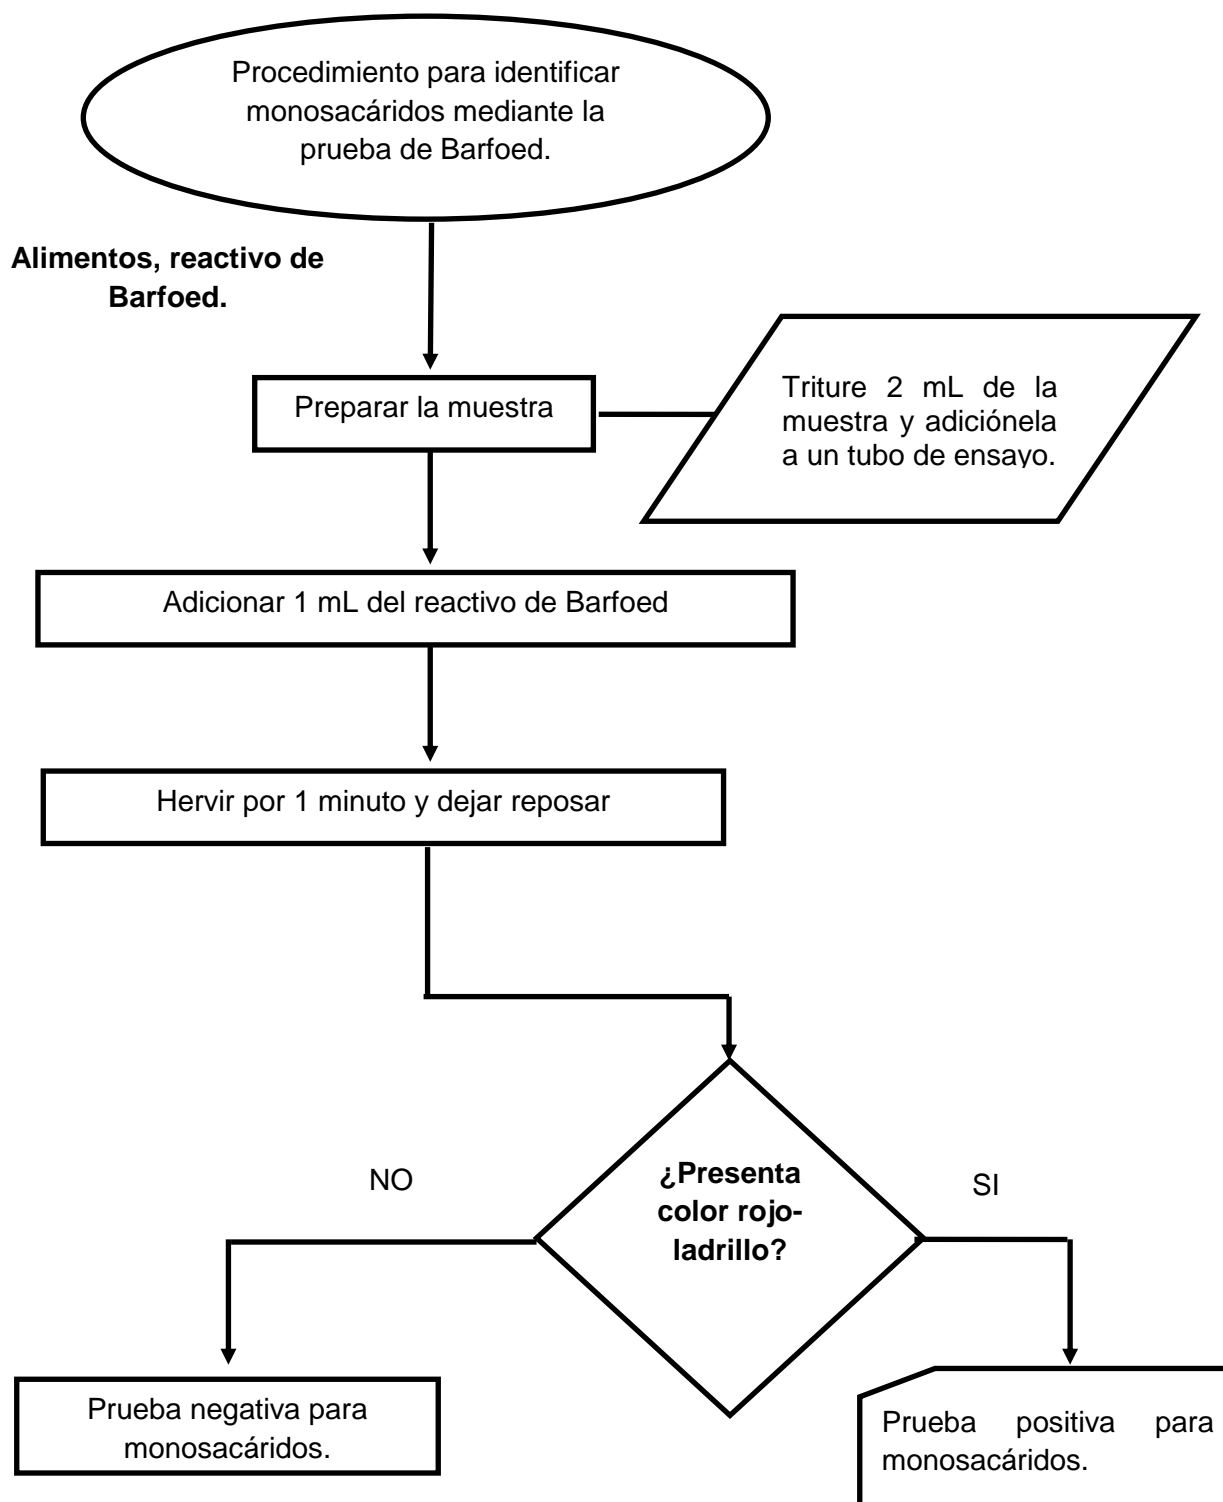 Procedimiento para identificar
monosacáridos mediante la
prueba de Barfoed.
Alimentos, reactivo de
Barfoed.
Preparar la muestra
Triture 2 mL de la
muestra y adiciónela
a un tubo de ensayo.
Adicionar 1 mL del reactivo de Barfoed
Hervir por 1 minuto y dejar reposar
¿Presenta
color rojo-
ladrillo?
NO
SI
Prueba negativa para
monosacáridos.
Prueba positiva para
monosacáridos.